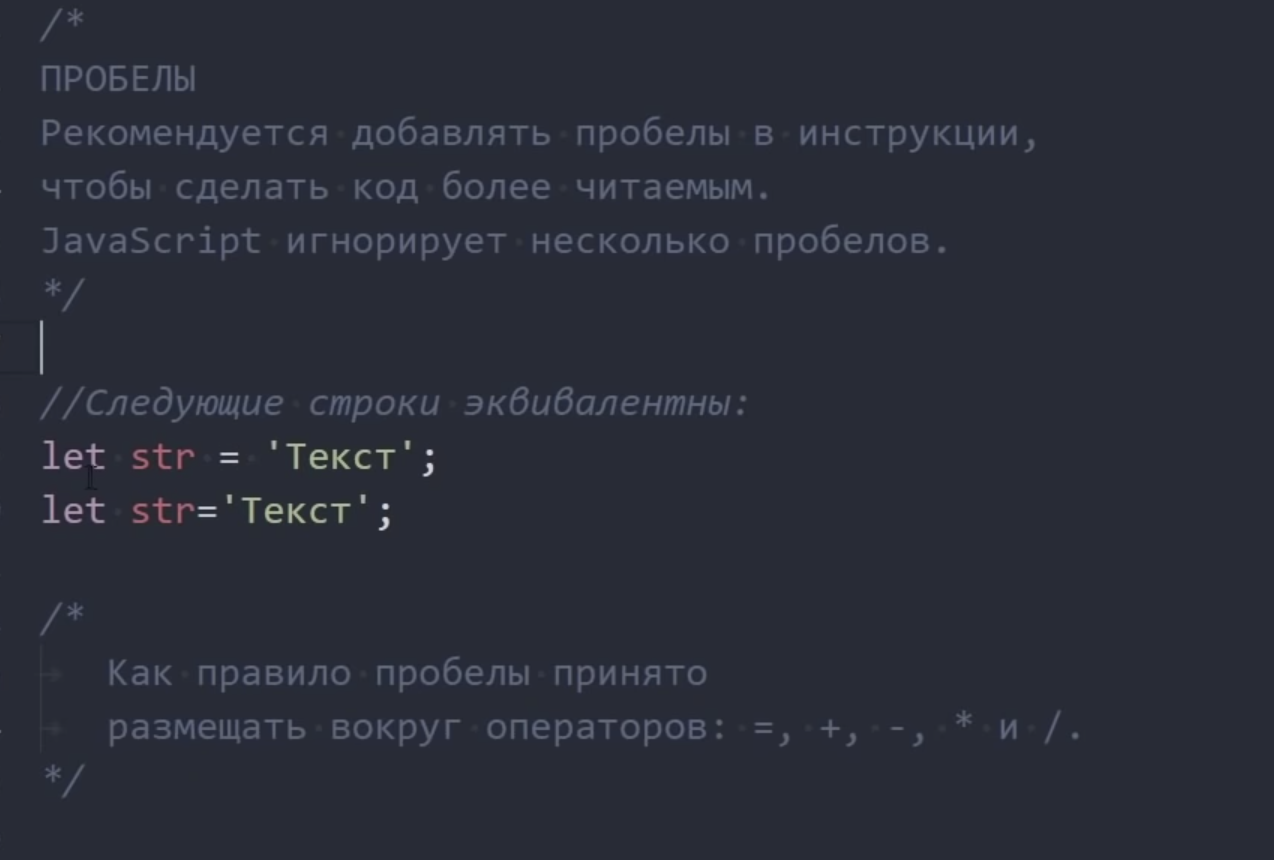 /*
ПРОБЕЛЫ
Рекомендуется добавлять пробелы в инструкции,
чтобы сделать код более читаемым.
JavaScript игнорирует несколько пробелов.
*/
//Следующие строки эквивалентны:
let str = 'Текст';
let str='Текст';
/*
Как правило пробелы принято
размещать вокруг операторов: =, +, -, * и /.
*/